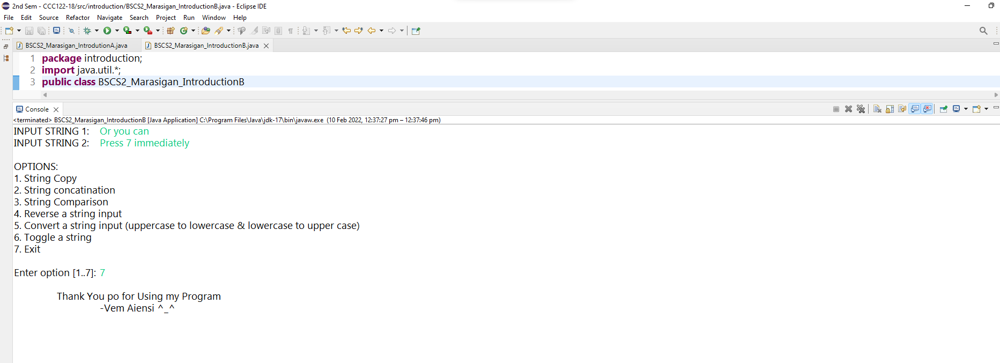 2nd Sem - CCC122-18/src/introduction/BSCS2_Marasigan_IntroductionB.java - Eclipse IDE
File Edit Source Refactor Navigate Search Project Run Window Help
BSCS2_Marasigan_IntrodutionA.java BSCS2_Marasigan_IntroductionB.java
1 package introduction;
2 import java.util.*;
3 public class BSCS2_Marasigan_IntroductionB
Console
<terminated> BSCS2_Marasigan_IntroductionB [Java Application] C:\Program Files\Java\jdk-17\bin\javaw.exe (10 Feb 2022, 12:37:27 pm – 12:37:46 pm)
INPUT STRING 1: Or you can
INPUT STRING 2: Press 7 immediately
OPTIONS:
1. String Copy
2. String concatination
3. String Comparison
4. Reverse a string input
5. Convert a string input (uppercase to lowercase & lowercase to upper case)
6. Toggle a string
7. Exit
Enter option [1..7]: 7
Thank You po for Using my Program
-Vem Aiensi ^_^